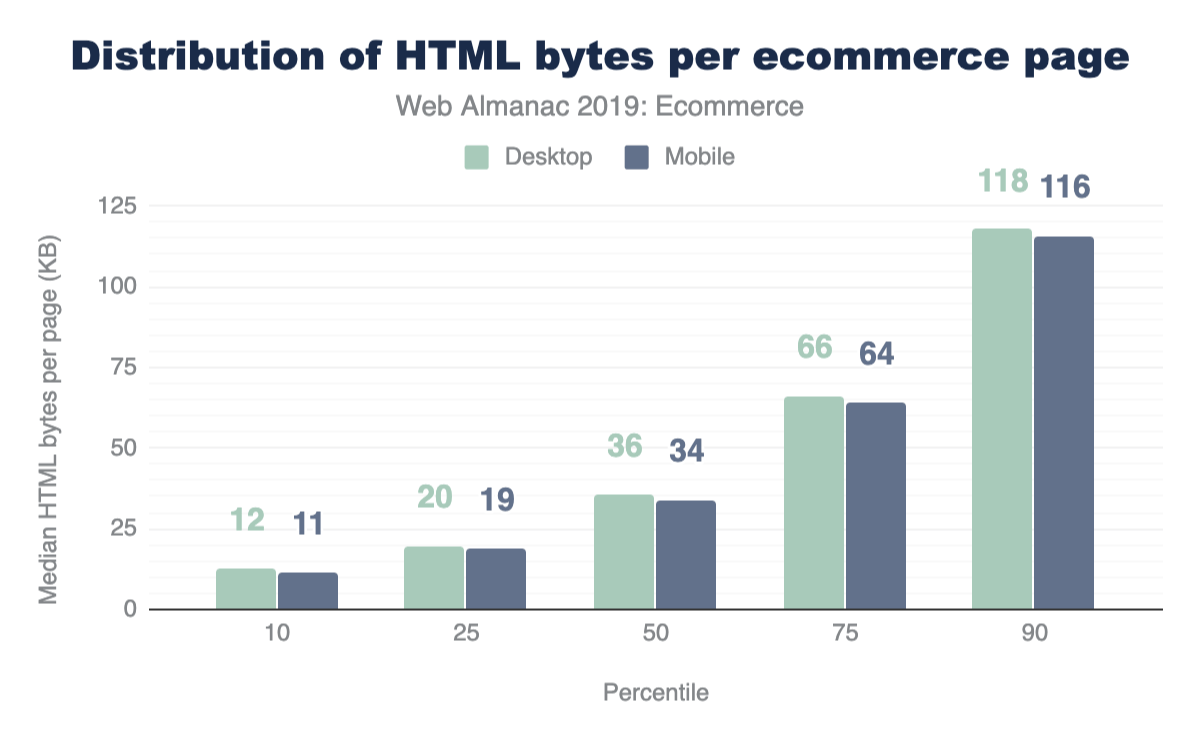 Distribution of HTML bytes per ecommerce page
Web Almanac 2019: Ecommerce
Desktop Mobile
Median HTML bytes per page (KB)
125
100
75
50
25
0
12 11
20 19
36 34
66 64
118 116
10 25 50 75 90
Percentile